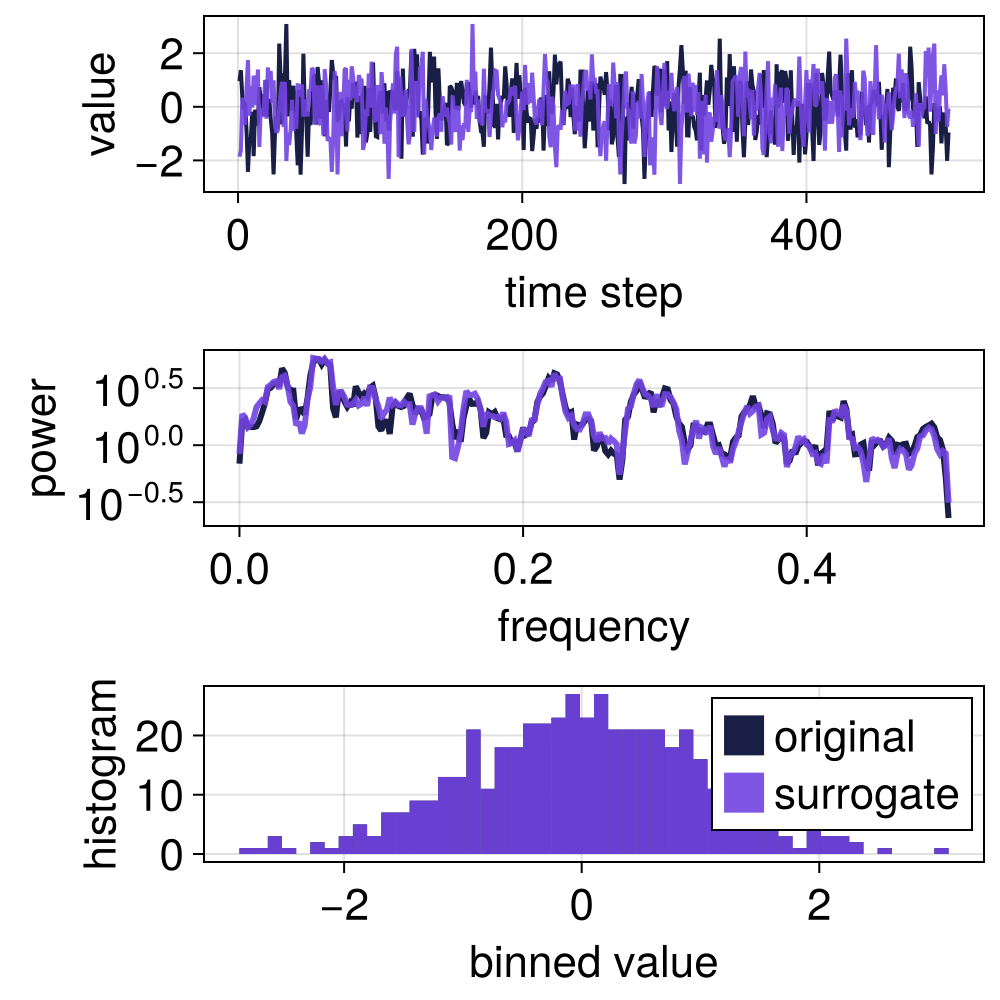 value
2
0
−2
0 200 400
time step
power
10^0.5
10^0.0
10^−0.5
0.0 0.2 0.4
frequency
histogram
20
10
0
original
surrogate
−2 0 2
binned value